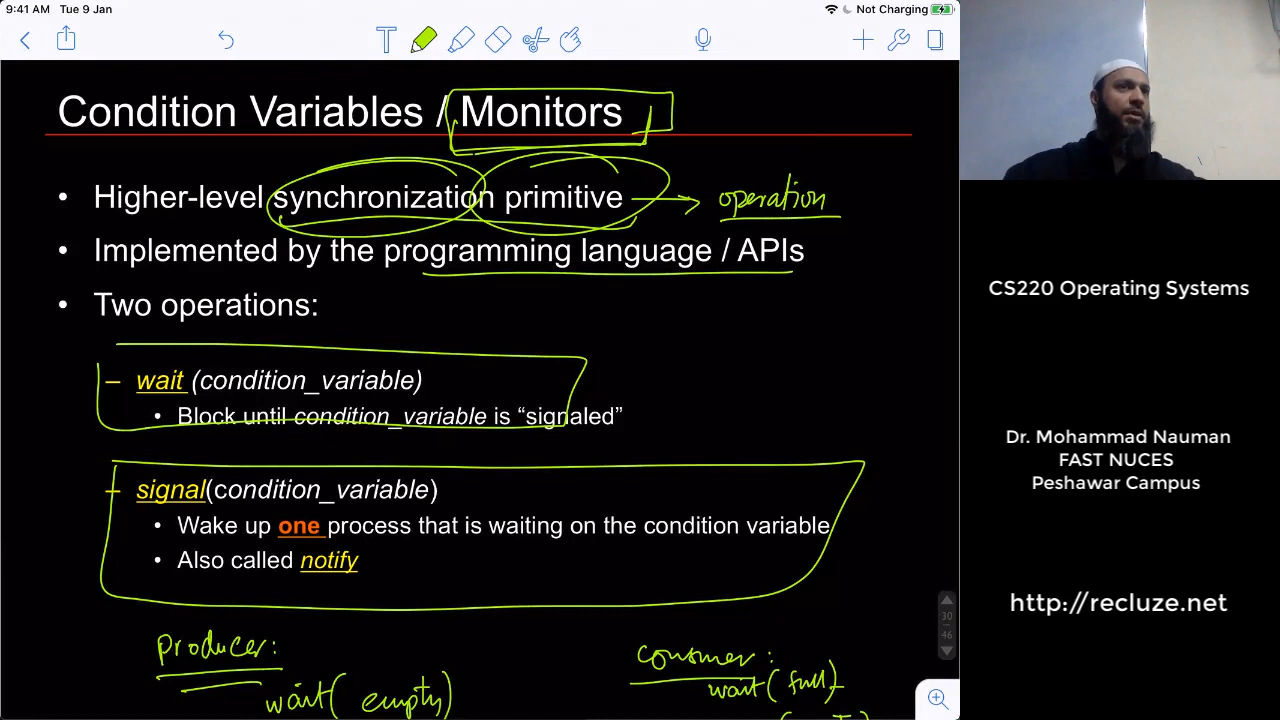 9:41 AM Tue 9 Jan
Not Charging
T
Condition Variables / Monitors
• Higher-level synchronization primitive → operation
• Implemented by the programming language / APIs
• Two operations:
– wait (condition_variable)
• Block until condition_variable is “signaled”
– signal(condition_variable)
• Wake up one process that is waiting on the condition variable
• Also called notify
producer:
wait( empty)
consumer:
wait( full)
30
46
CS220 Operating Systems
Dr. Mohammad Nauman
FAST NUCES
Peshawar Campus
http://recluze.net